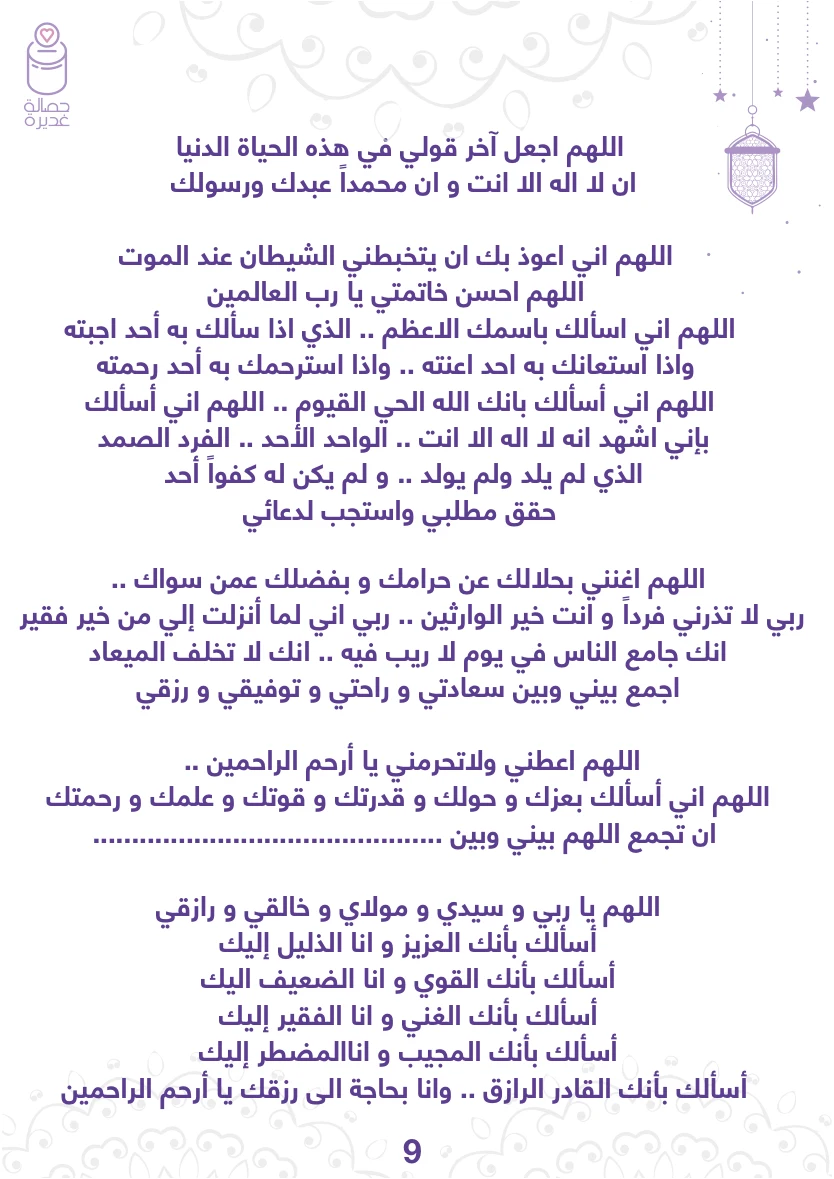 حصالة
غديرة
اللهم اجعل آخر قولي في هذه الحياة الدنيا
ان لا اله الا انت و ان محمداً عبدك ورسولك
اللهم اني اعوذ بك ان يتخبطني الشيطان عند الموت
اللهم احسن خاتمتي يا رب العالمين
اللهم اني اسألك باسمك الاعظم .. الذي اذا سألك به أحد اجبته
واذا استعانك به احد اعنته .. واذا استرحمك به أحد رحمته
اللهم اني أسألك بانك الله الحي القيوم .. اللهم اني أسألك
بإني اشهد انه لا اله الا انت .. الواحد الأحد .. الفرد الصمد
الذي لم يلد ولم يولد .. و لم يكن له كفواً أحد
حقق مطلبي واستجب لدعائي
اللهم اغنني بحلالك عن حرامك و بفضلك عمن سواك ..
ربي لا تذرني فرداً و انت خير الوارثين .. ربي اني لما أنزلت إلي من خير فقير
انك جامع الناس في يوم لا ريب فيه .. انك لا تخلف الميعاد
اجمع بيني وبين سعادتي و راحتي و توفيقي و رزقي
اللهم اعطني ولاتحرمني يا أرحم الراحمين ..
اللهم اني أسألك بعزك و حولك و قدرتك و قوتك و علمك و رحمتك
ان تجمع اللهم بيني وبين .............................................
اللهم يا ربي و سيدي و مولاي و خالقي و رازقي
أسألك بأنك العزيز و انا الذليل إليك
أسألك بأنك القوي و انا الضعيف اليك
أسألك بأنك الغني و انا الفقير إليك
أسألك بأنك المجيب و اناالمضطر إليك
أسألك بأنك القادر الرازق .. وانا بحاجة الى رزقك يا أرحم الراحمين
9